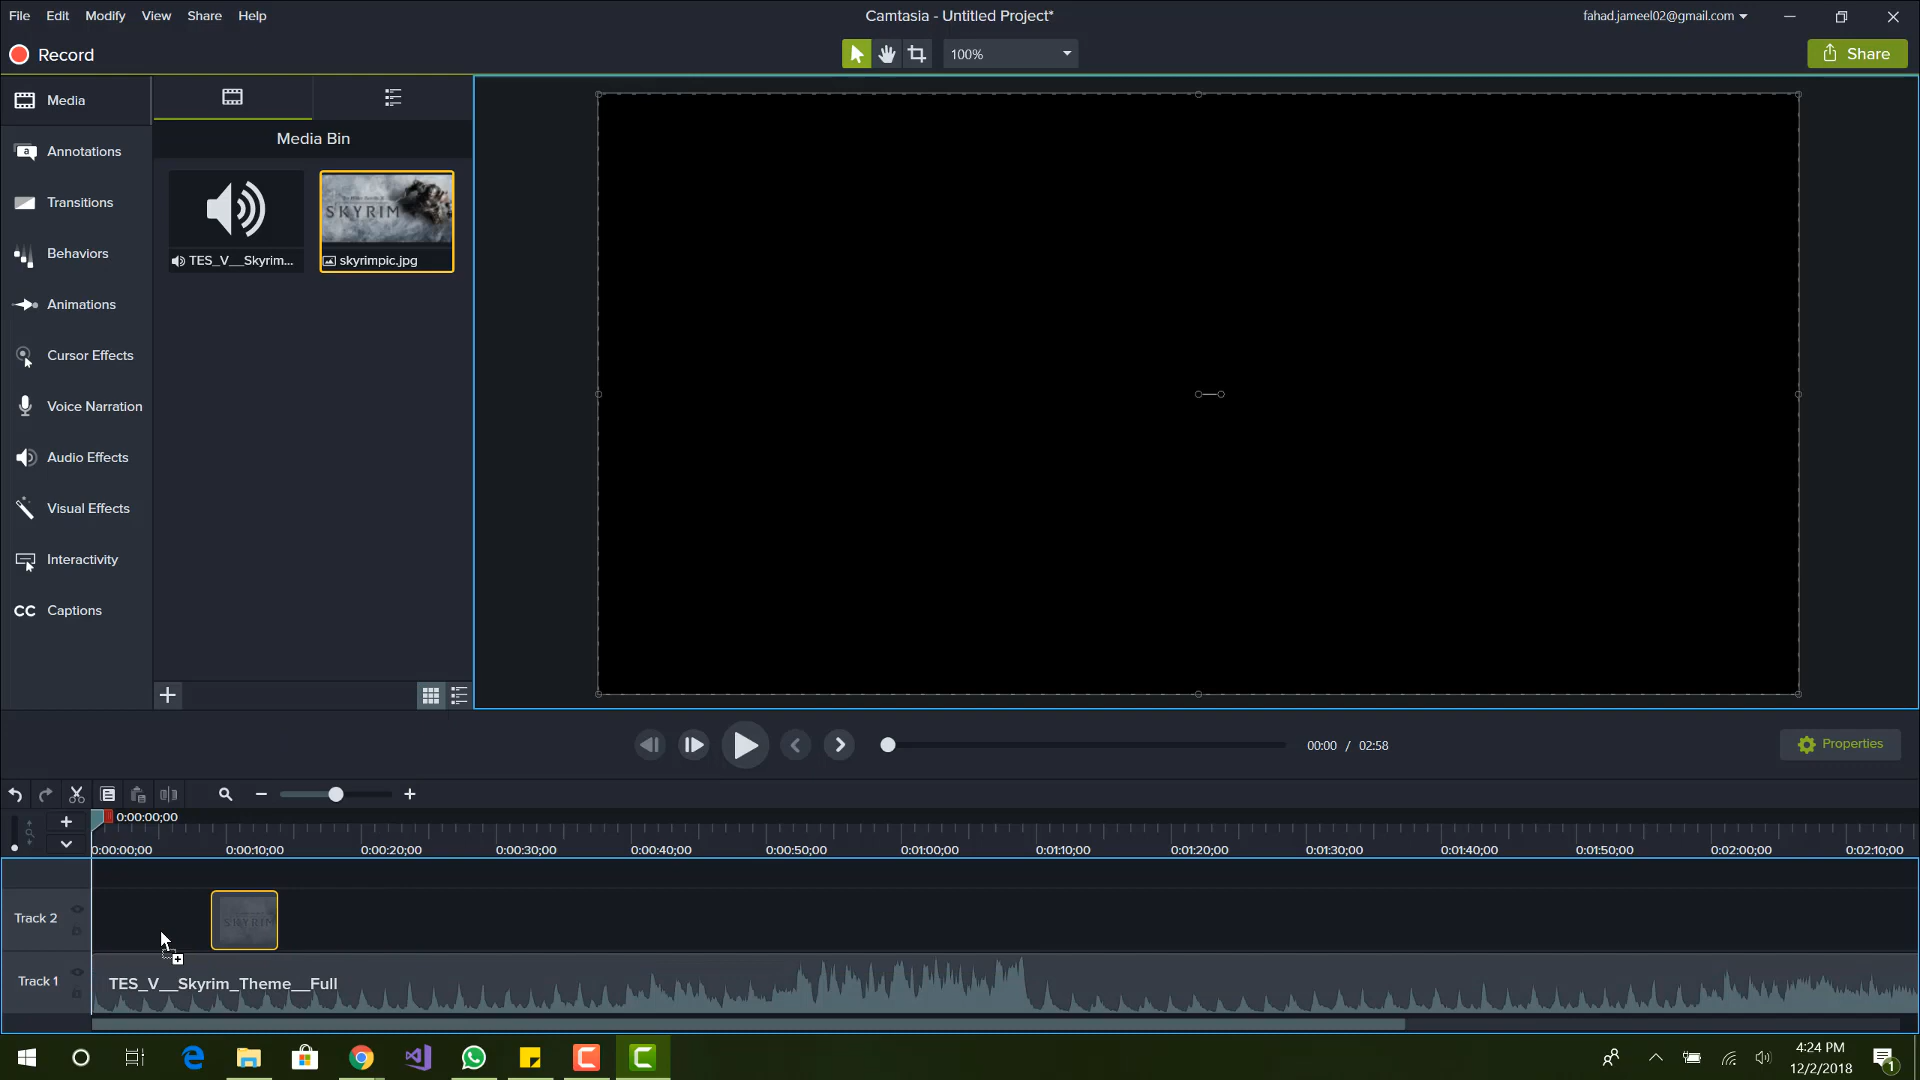 File Edit Modify View Share Help
Camtasia - Untitled Project*
fahad.jameel02@gmail.com
Record
100%
Share
Media
Annotations
Transitions
Behaviors
Animations
Cursor Effects
Voice Narration
Audio Effects
Visual Effects
Interactivity
CC Captions
Media Bin
SKYRIM
TES_V__Skyrim...
skyrimpic.jpg
00:00 / 02:58
Properties
0:00:00;00
0:00:00;00 0:00:10;00 0:00:20;00 0:00:30;00 0:00:40;00 0:00:50;00 0:01:00;00 0:01:10;00 0:01:20;00 0:01:30;00 0:01:40;00 0:01:50;00 0:02:00;00 0:02:10;00
Track 2
SKYRIM
Track 1
TES_V__Skyrim_Theme__Full
4:24 PM
12/2/2018
1